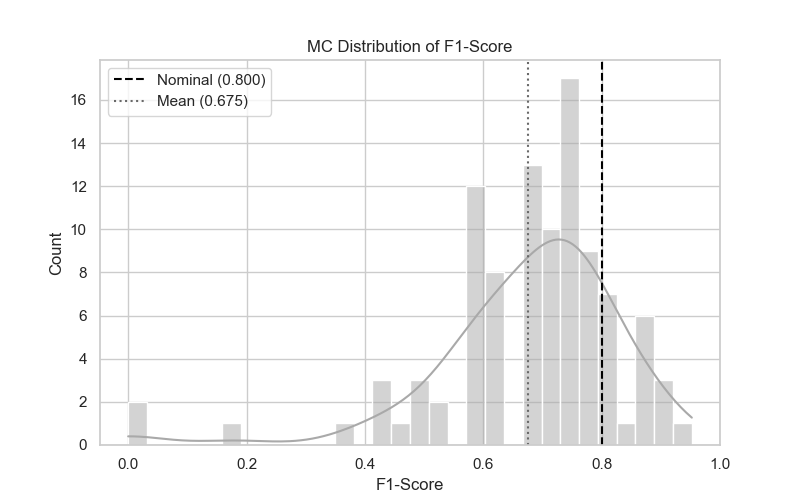 MC Distribution of F1-Score
Nominal (0.800)
Mean (0.675)
Count
16
14
12
10
8
6
4
2
0
0.0 0.2 0.4 0.6 0.8 1.0
F1-Score